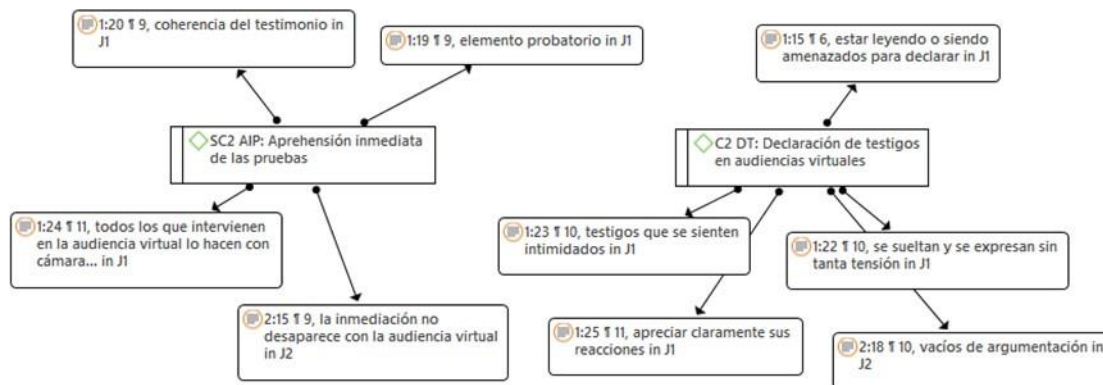 1:20 ¶ 9, coherencia del testimonio in
J1
1:19 ¶ 9, elemento probatorio in J1
1:15 ¶ 6, estar leyendo o siendo
amenazados para declarar in J1
SC2 AIP: Aprehensión inmediata
de las pruebas
C2 DT: Declaración de testigos
en audiencias virtuales
1:24 ¶ 11, todos los que intervienen
en la audiencia virtual lo hacen con
cámara... in J1
1:23 ¶ 10, testigos que se sienten
intimidados in J1
1:22 ¶ 10, se sueltan y se expresan sin
tanta tensión in J1
2:15 ¶ 9, la inmediación no
desaparece con la audiencia virtual
in J2
1:25 ¶ 11, apreciar claramente sus
reacciones in J1
2:18 ¶ 10, vacíos de argumentación in
J2